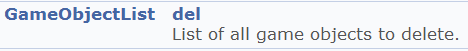 GameObjectList del
List of all game objects to delete.